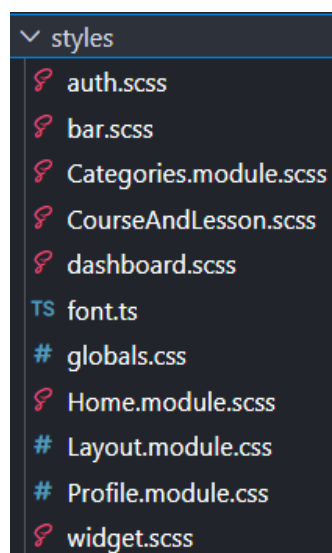 styles
auth.scss
bar.scss
Categories.module.scss
CourseAndLesson.scss
dashboard.scss
TS font.ts
# globals.css
Home.module.scss
# Layout.module.css
# Profile.module.css
widget.scss